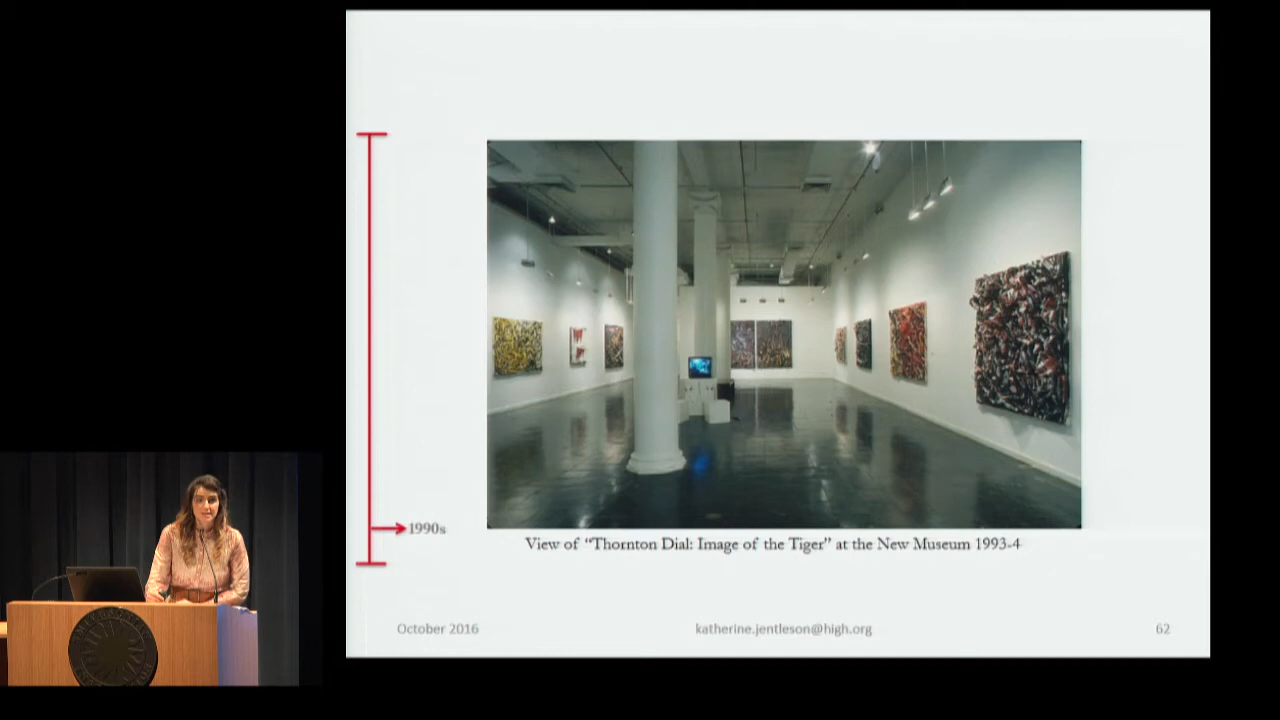 1990s
View of “Thornton Dial: Image of the Tiger” at the New Museum 1993-4
October 2016
katherine.jentleson@high.org
62